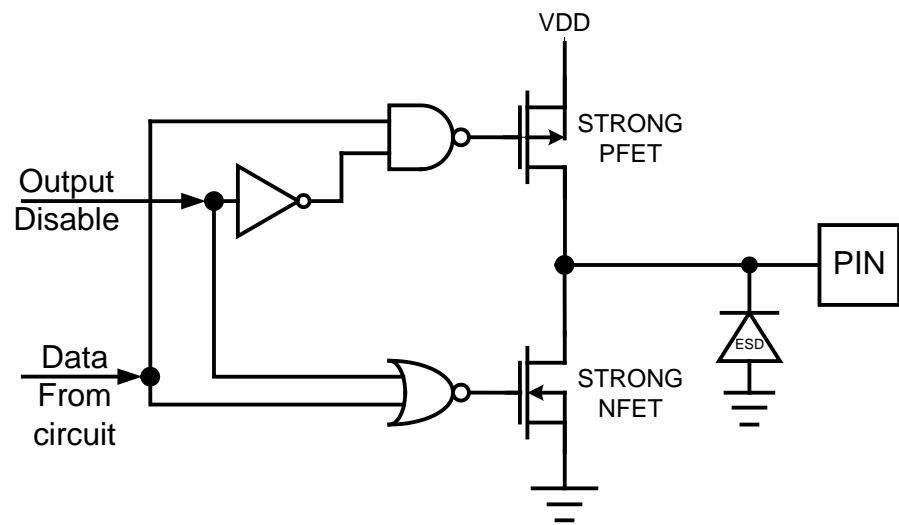 VDD
STRONG
PFET
Output
Disable
PIN
ESD
Data
From
circuit
STRONG
NFET